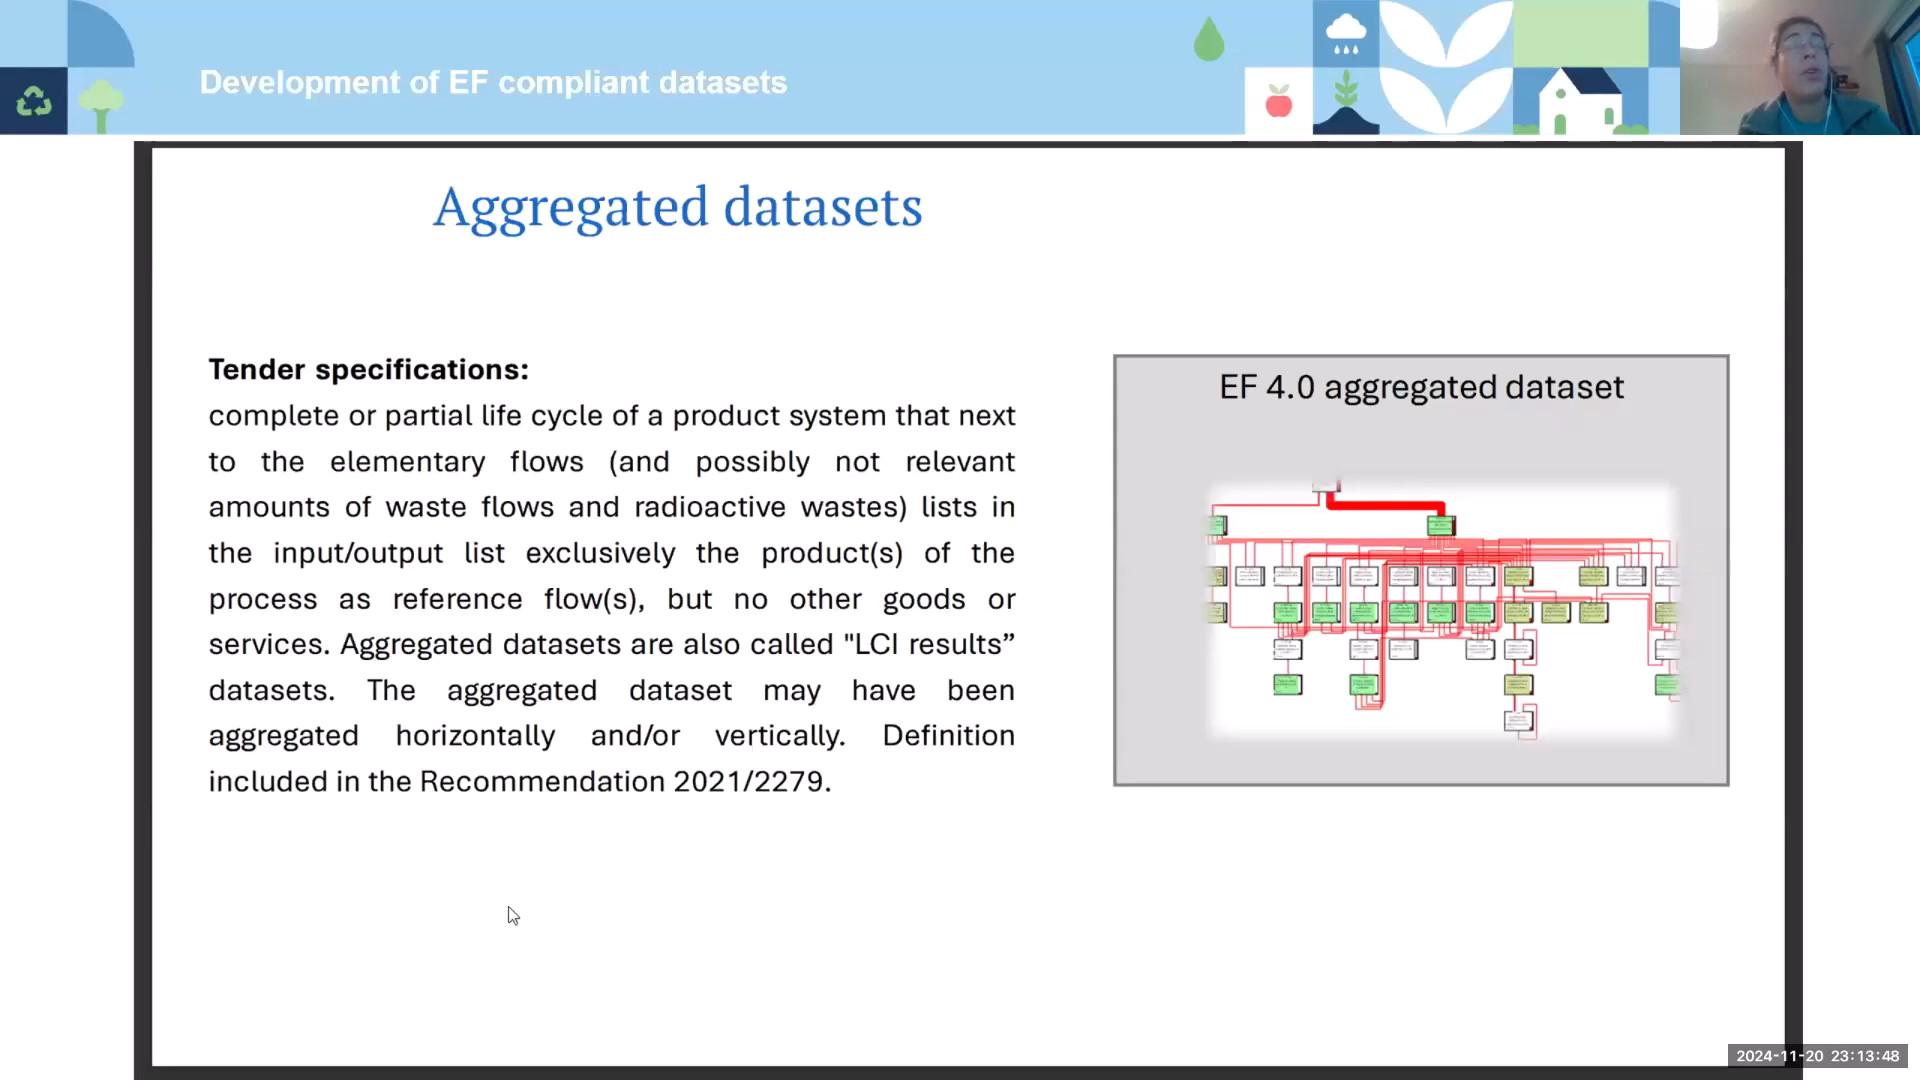 Development of EF compliant datasets
Aggregated datasets
Tender specifications:
complete or partial life cycle of a product system that next
to the elementary flows (and possibly not relevant
amounts of waste flows and radioactive wastes) lists in
the input/output list exclusively the product(s) of the
process as reference flow(s), but no other goods or
services. Aggregated datasets are also called "LCI results”
datasets. The aggregated dataset may have been
aggregated horizontally and/or vertically. Definition
included in the Recommendation 2021/2279.
EF 4.0 aggregated dataset
2024-11-20 23:13:48